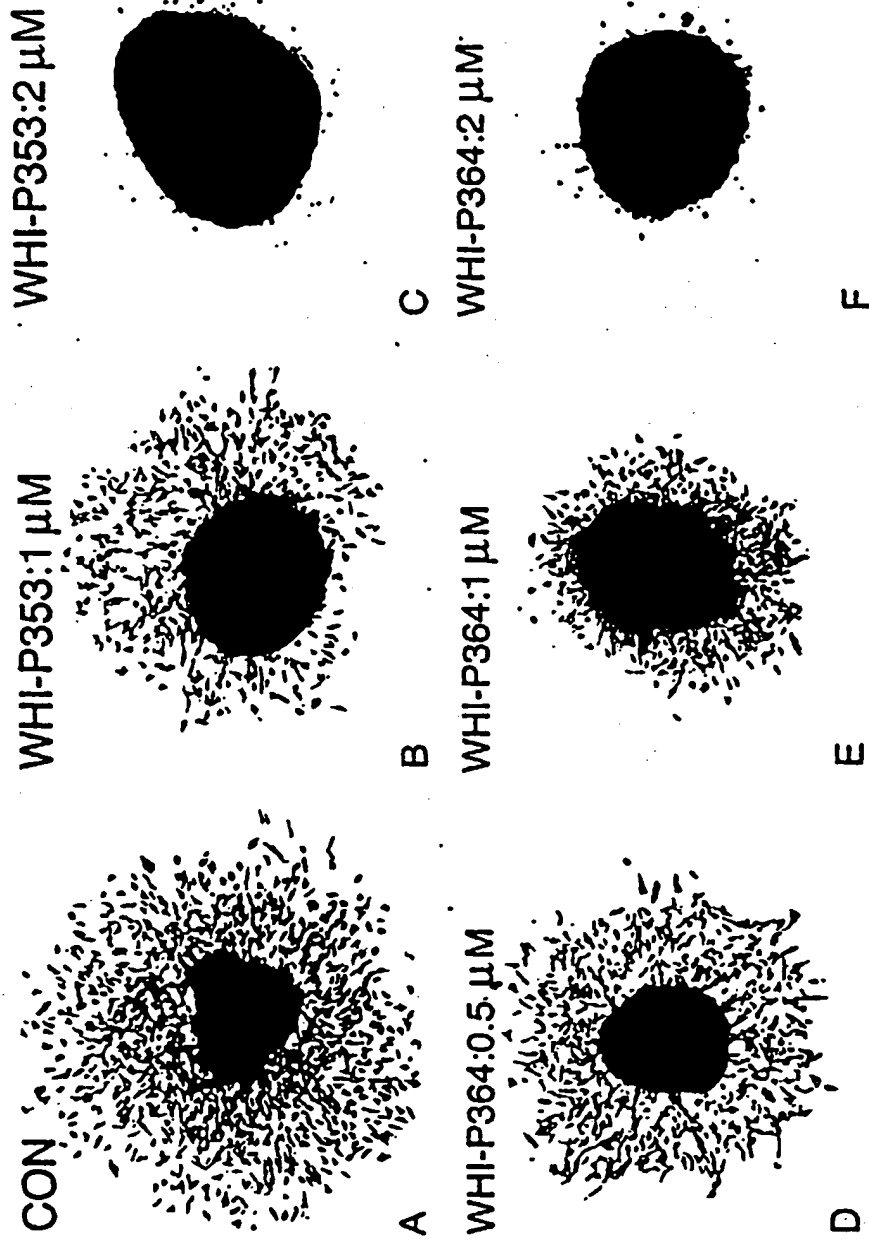 CON
A
WHI-P353:1 μM
B
WHI-P353:2 μM
C
WHI-P364:0.5 μM
D
WHI-P364:1 μM
E
WHI-P364:2 μM
F